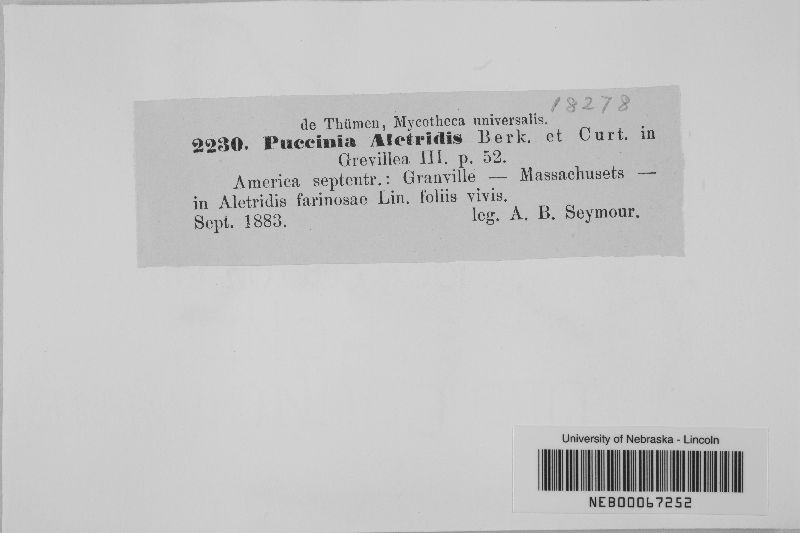 18278
de Thümen, Mycotheca universalis.
2230. Puccinia Aletridis Berk. et Curt. in
Grevillea III. p. 52.
America septentr.: Granville — Massachusets —
in Aletridis farinosae Lin. foliis vivis.
Sept. 1883. leg. A. B. Seymour.
University of Nebraska - Lincoln
NEB00067252